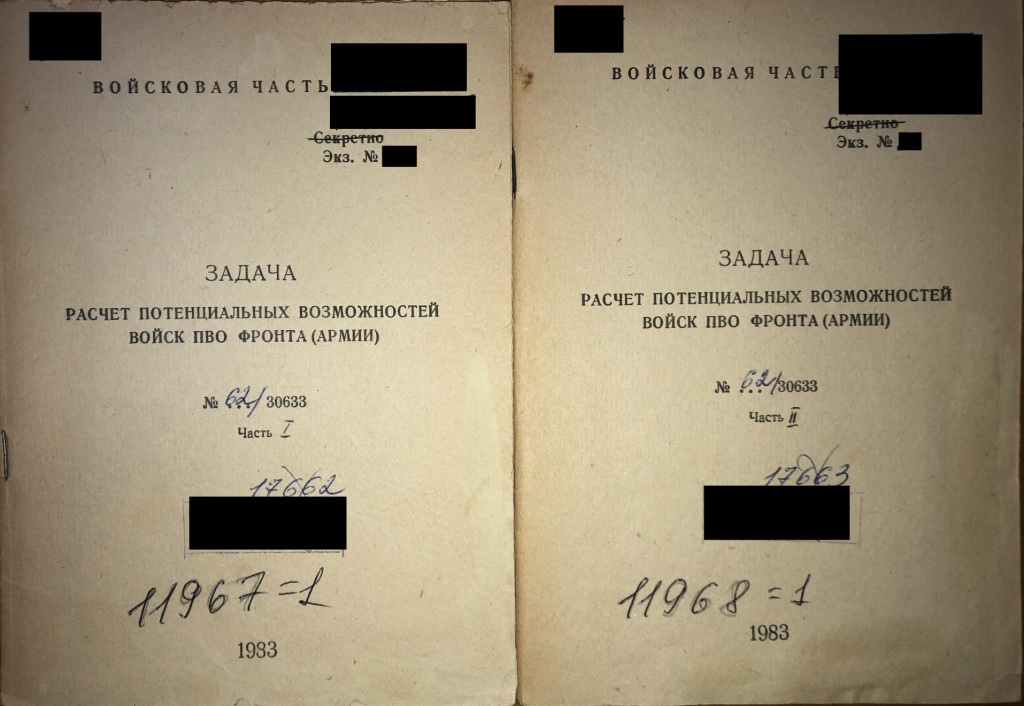 ВОЙСКОВАЯ ЧАСТЬ
Секретно
Экз. №
ЗАДАЧА
РАСЧЕТ ПОТЕНЦИАЛЬНЫХ ВОЗМОЖНОСТЕЙ
ВОЙСК ПВО ФРОНТА (АРМИИ)
№ 62/30633
Часть I
17662
11967=1
1983
ВОЙСКОВАЯ ЧАСТЬ
Секретно
Экз. №
ЗАДАЧА
РАСЧЕТ ПОТЕНЦИАЛЬНЫХ ВОЗМОЖНОСТЕЙ
ВОЙСК ПВО ФРОНТА (АРМИИ)
№ 62/30633
Часть II
17663
11968=1
1983